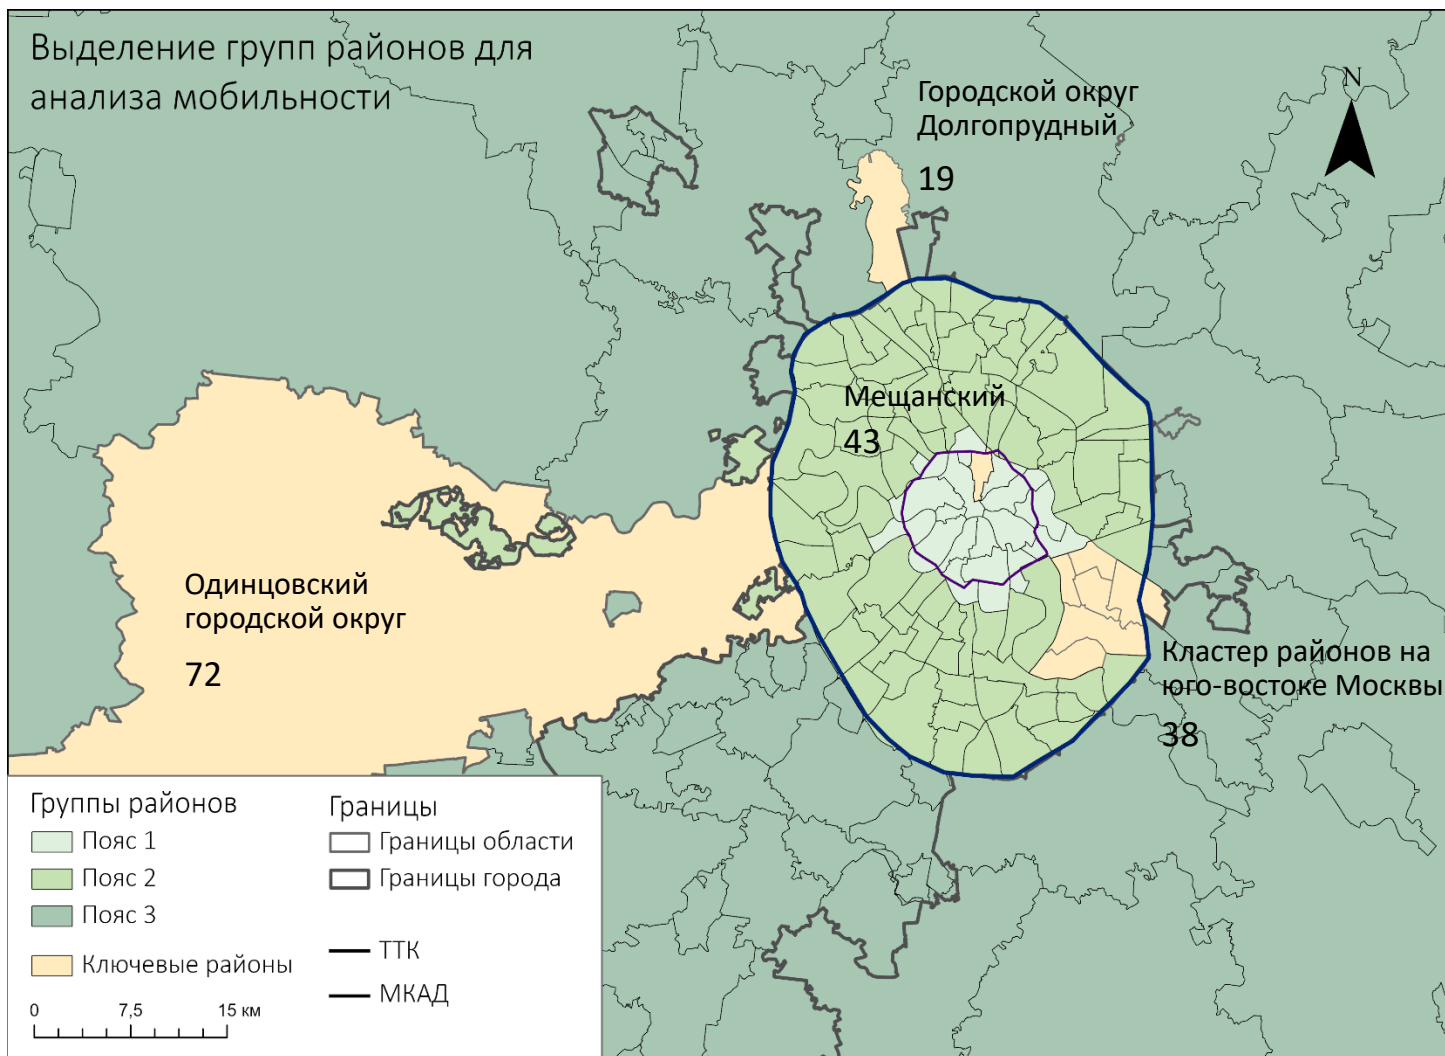 Выделение групп районов для
анализа мобильности
Городской округ
Долгопрудный
19
N
Мещанский
43
Одинцовский
городской округ
72
Кластер районов на
юго-востоке Москвы
38
Группы районов
Пояс 1
Пояс 2
Пояс 3
Ключевые районы
0 7,5 15 км
Границы
Границы области
Границы города
ТТК
МКАД